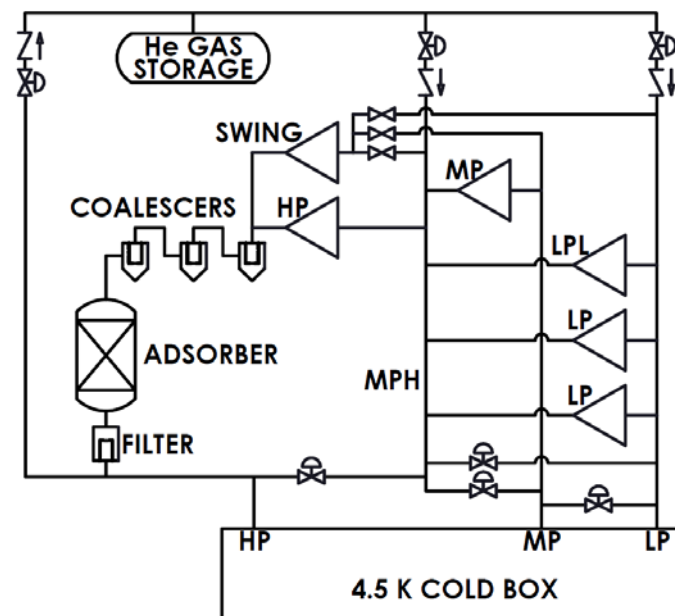 He GAS
STORAGE
SWING
MP
COALESCERS
HP
LPL
LP
ADSORBER
MPH
LP
FILTER
HP
MP
LP
4.5 K COLD BOX